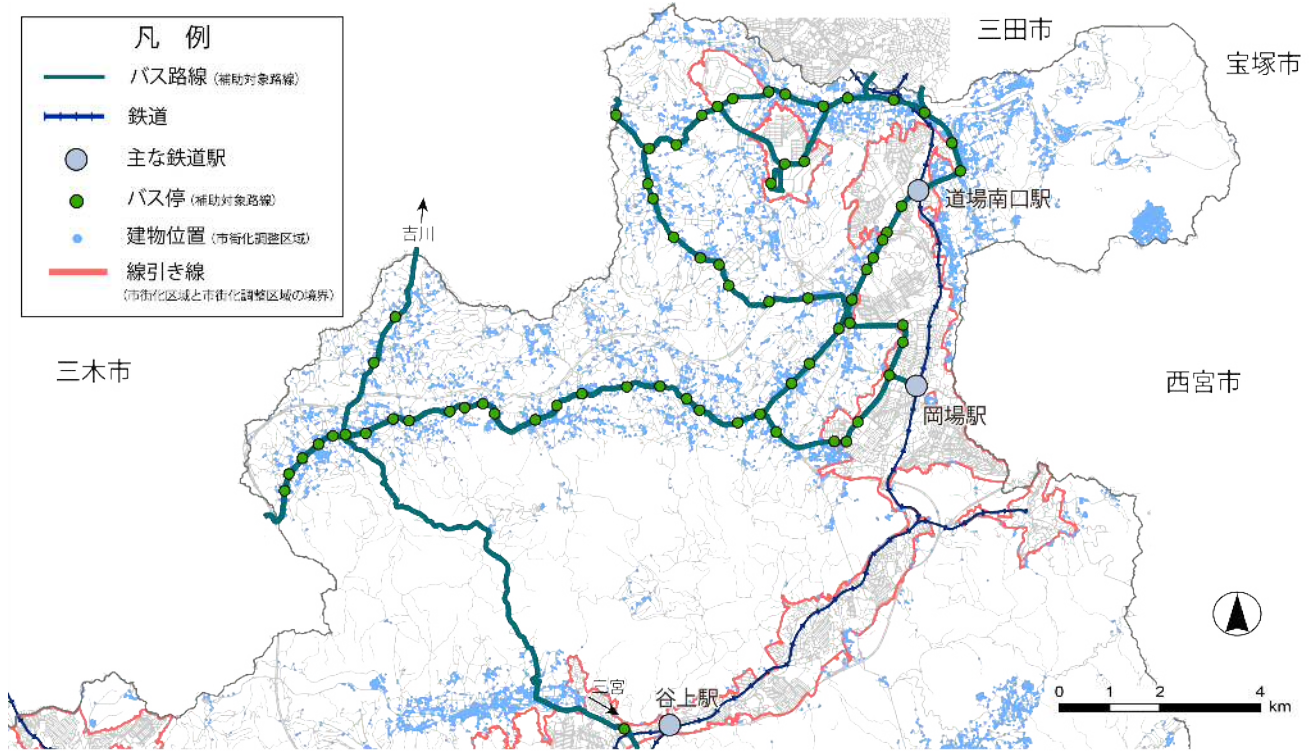 凡 例
バス路線 (補助対象路線)
鉄道
主な鉄道駅
バス停 (補助対象路線)
建物位置 (市街化調整区域)
線引き線
(市街化区域と市街化調整区域の境界)
三田市
宝塚市
道場南口駅
吉川
三木市
西宮市
岡場駅
三宮
谷上駅
0 1 2 4
km